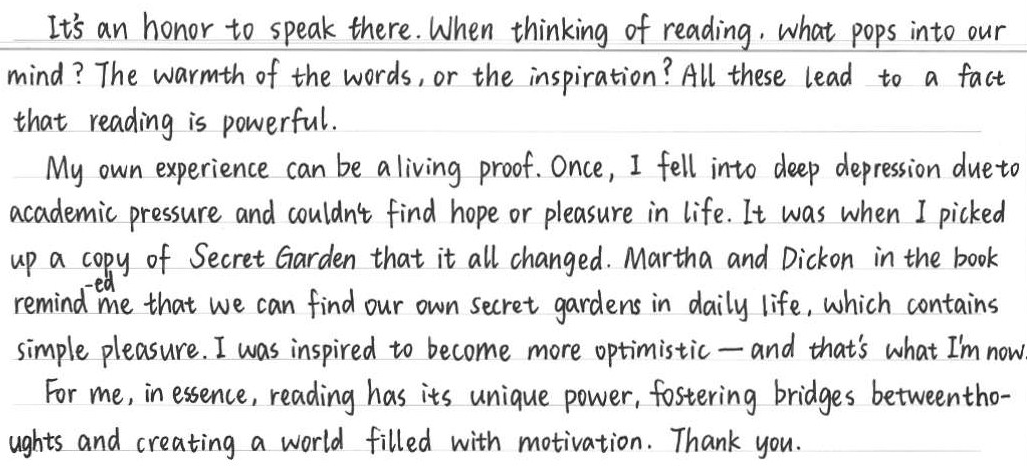 It's an honor to speak there. When thinking of reading, what pops into our
mind? The warmth of the words, or the inspiration? All these lead to a fact
that reading is powerful.
My own experience can be a living proof. Once, I fell into deep depression due to
academic pressure and couldn't find hope or pleasure in life. It was when I picked
up a copy of Secret Garden that it all changed. Martha and Dickon in the book
-ed
remind me that we can find our own secret gardens in daily life, which contains
simple pleasure. I was inspired to become more optimistic — and that's what I'm now.
For me, in essence, reading has its unique power, fostering bridges between tho-
ughts and creating a world filled with motivation. Thank you.